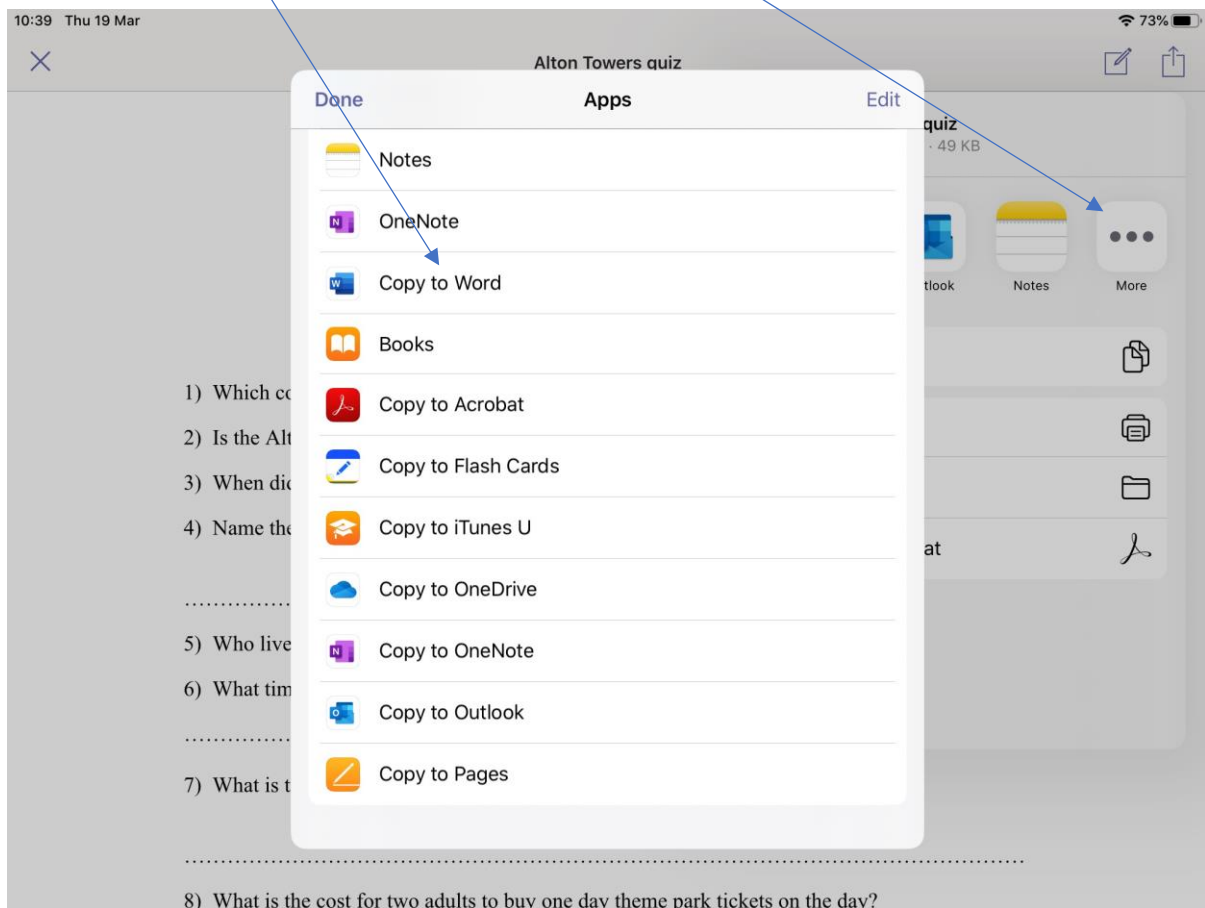 10:39 Thu 19 Mar
73%
Alton Towers quiz
Done Apps Edit
quiz
· 49 KB
Notes
OneNote
Copy to Word
Books
Copy to Acrobat
Copy to Flash Cards
Copy to iTunes U
Copy to OneDrive
Copy to OneNote
Copy to Outlook
Copy to Pages
tlook Notes More
at
1) Which co
2) Is the Alt
3) When did
4) Name the
5) Who live
6) What tim
7) What is t
8) What is the cost for two adults to buy one day theme park tickets on the day?